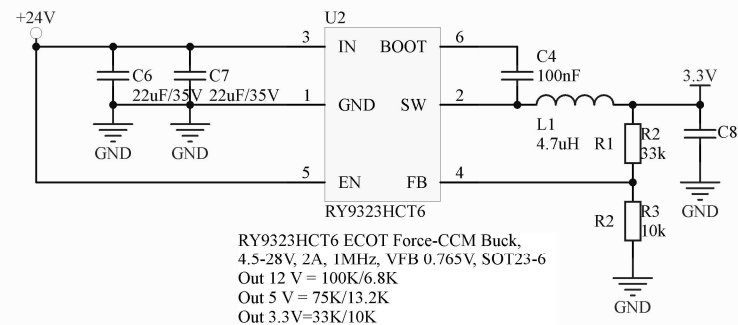 +24V
U2
3
IN
BOOT
6
C4
100nF
C6
22uF/35V
C7
22uF/35V
1
GND
SW
2
3.3V
L1
4.7uH
R1
R2
33k
C8
GND
GND
5
EN
FB
4
GND
RY9323HCT6
R2
R3
10k
RY9323HCT6 ECOT Force-CCM Buck,
4.5-28V, 2A, 1MHz, VFB 0.765V, SOT23-6
Out 12 V = 100K/6.8K
Out 5 V = 75K/13.2K
Out 3.3V=33K/10K
GND